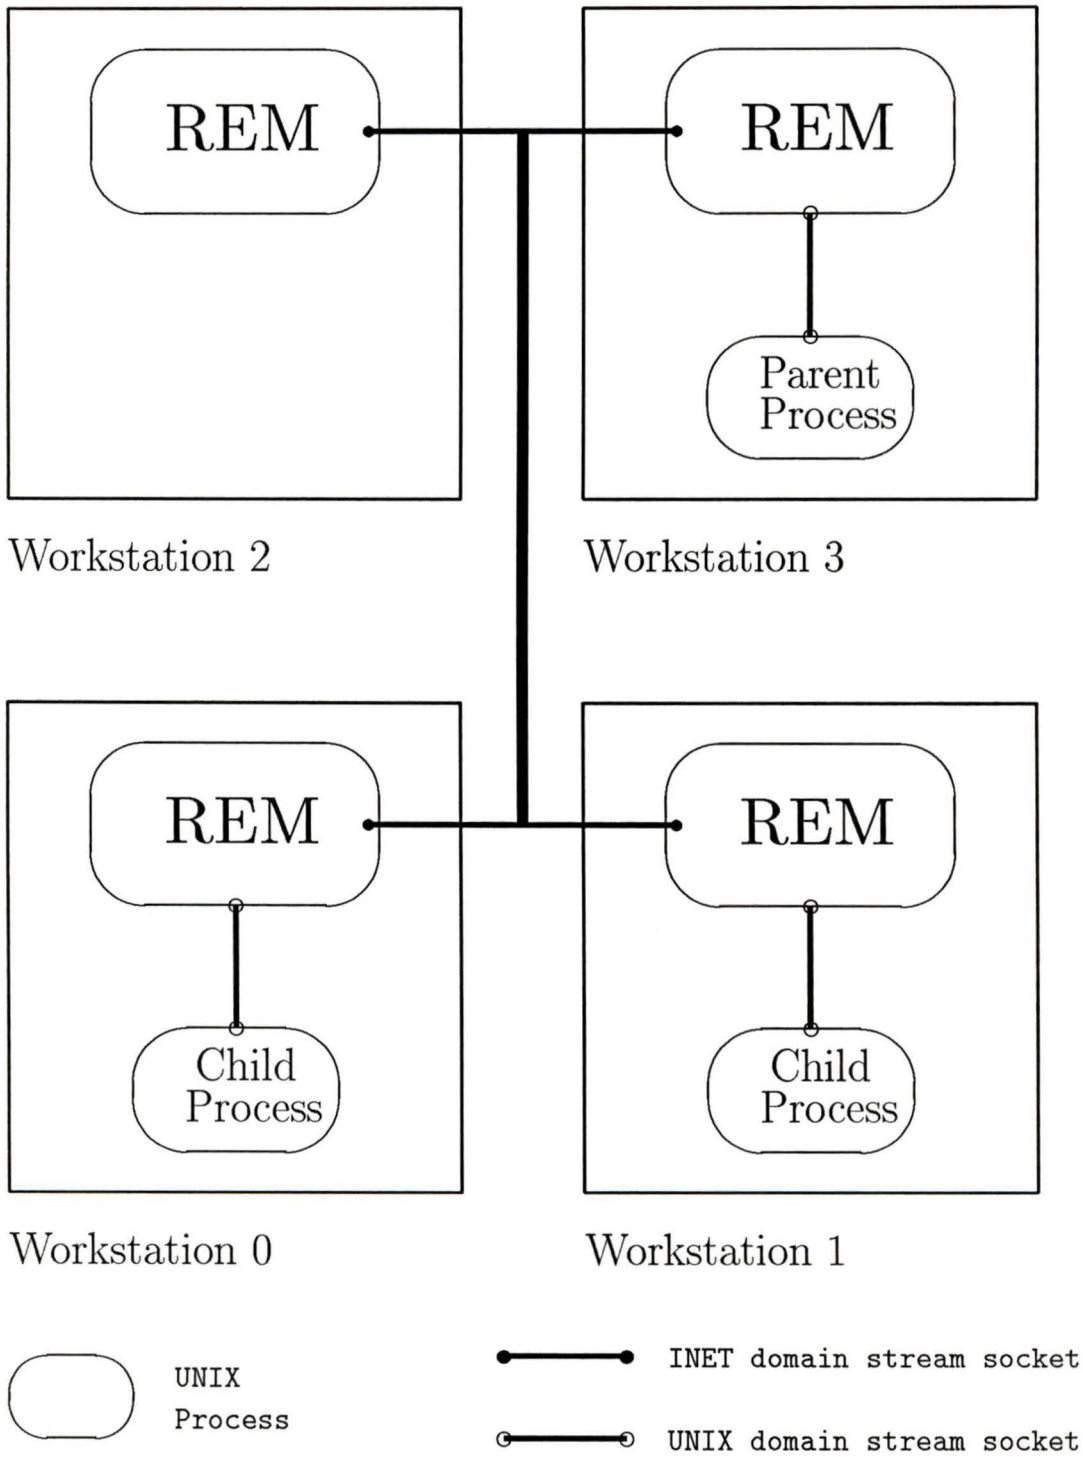 REM
REM
Parent
Process
Workstation 2
Workstation 3
REM
REM
Child
Process
Child
Process
Workstation 0
Workstation 1
UNIX
Process
INET domain stream socket
UNIX domain stream socket